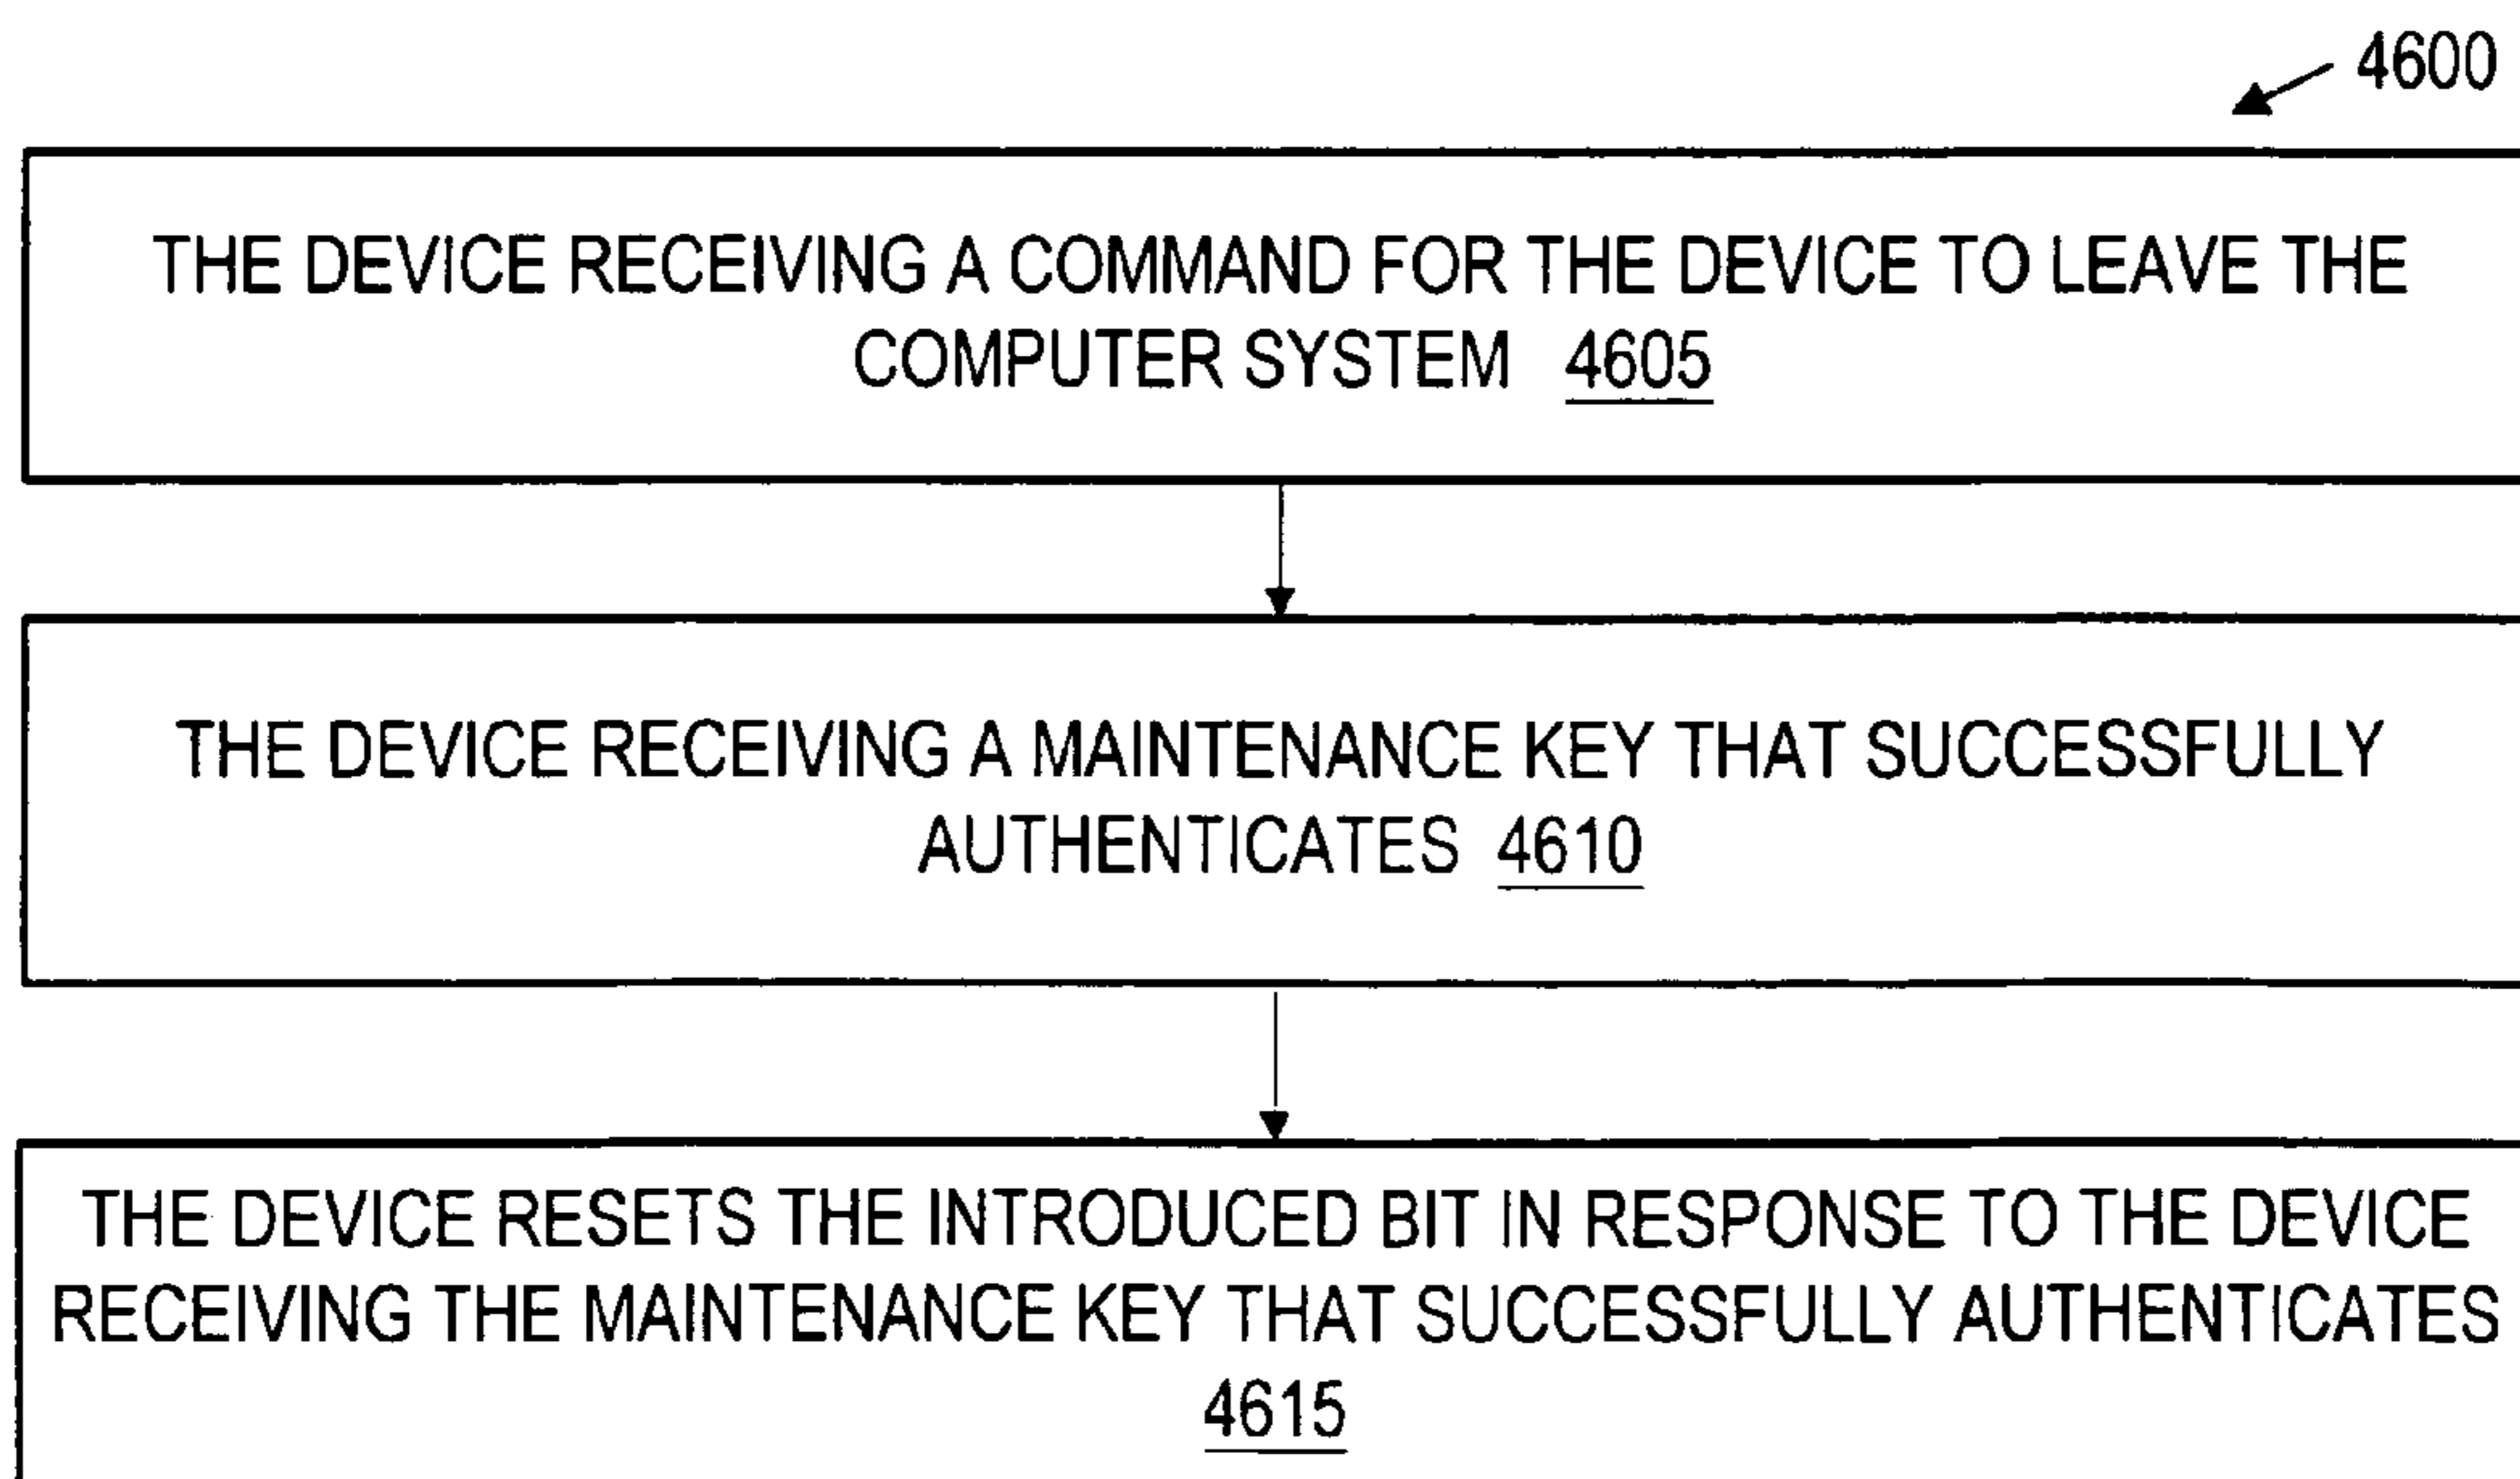 4600
THE DEVICE RECEIVING A COMMAND FOR THE DEVICE TO LEAVE THE
COMPUTER SYSTEM 4605
THE DEVICE RECEIVING A MAINTENANCE KEY THAT SUCCESSFULLY
AUTHENTICATES 4610
THE DEVICE RESETS THE INTRODUCED BIT IN RESPONSE TO THE DEVICE
RECEIVING THE MAINTENANCE KEY THAT SUCCESSFULLY AUTHENTICATES
4615